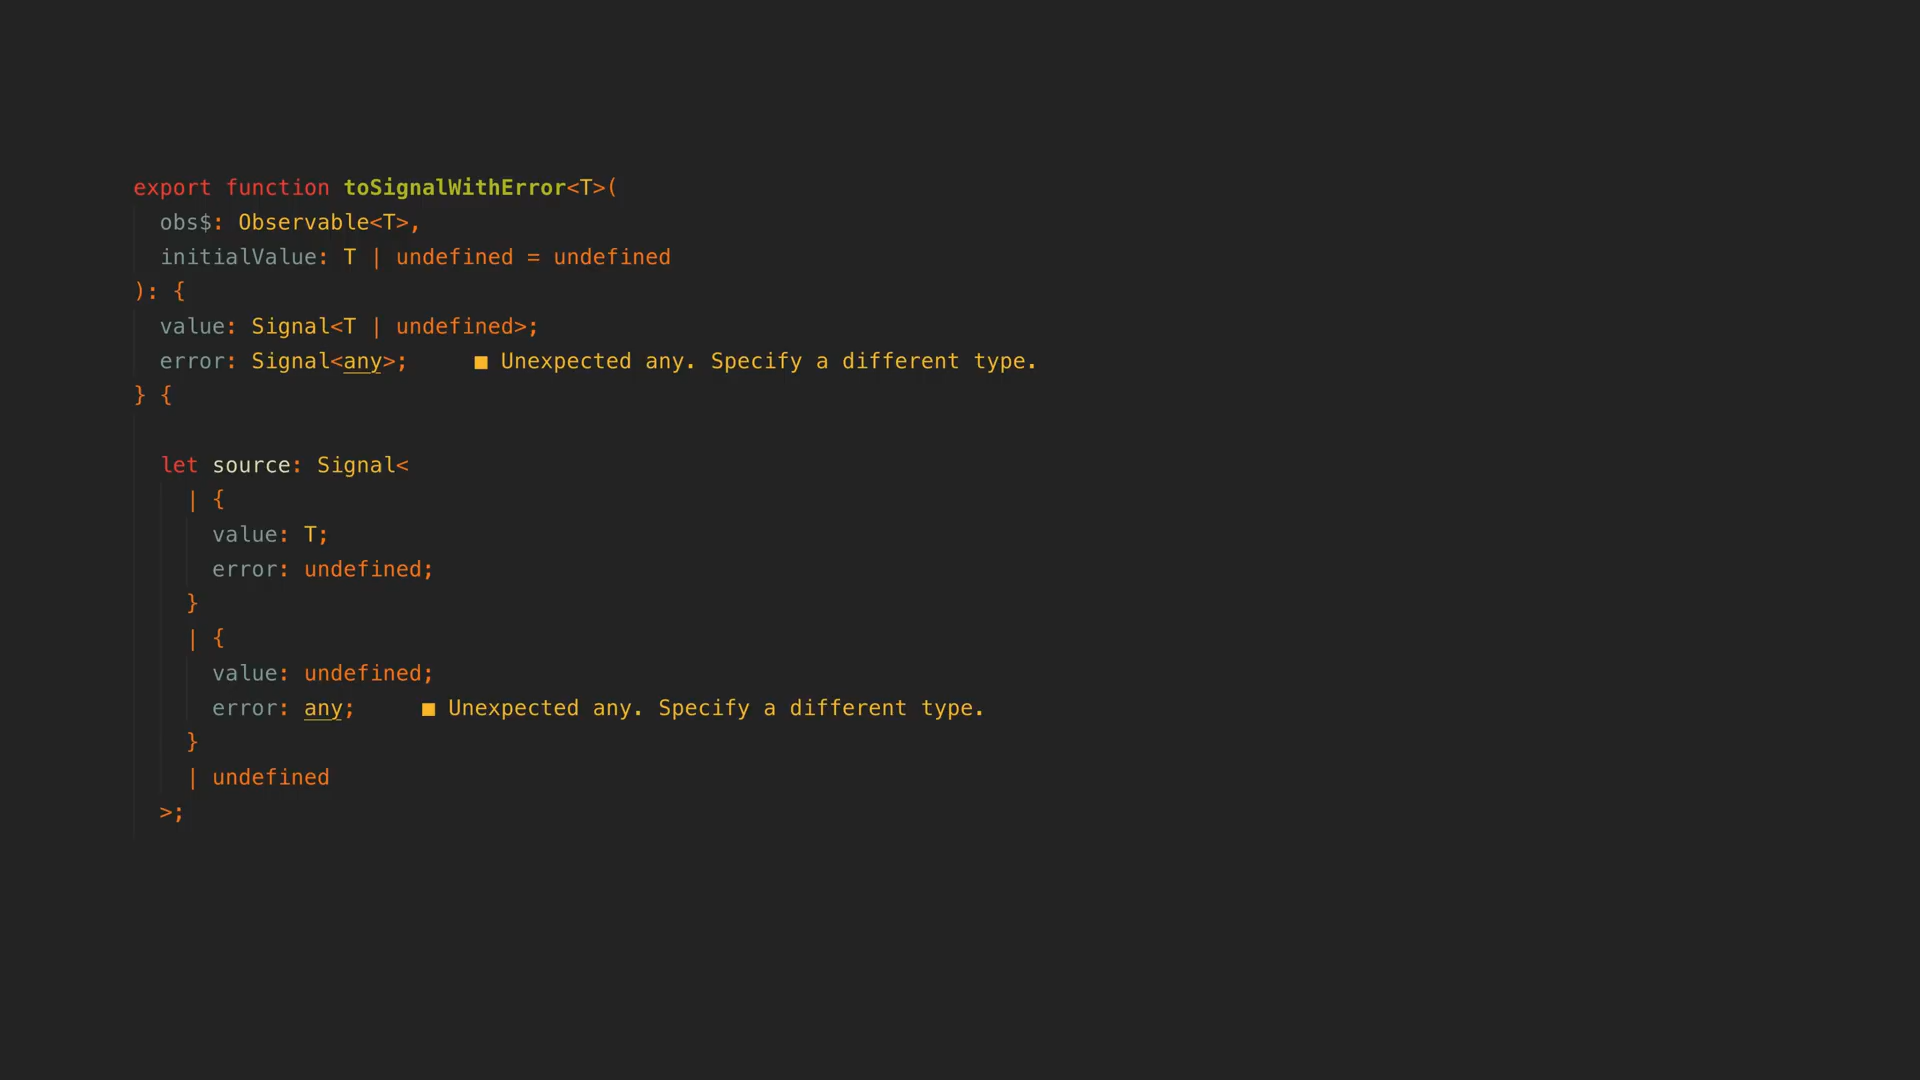 export function toSignalWithError<T>(
obs$: Observable<T>,
initialValue: T | undefined = undefined
): {
value: Signal<T | undefined>;
error: Signal<any>; ■ Unexpected any. Specify a different type.
} {
let source: Signal<
| {
value: T;
error: undefined;
}
| {
value: undefined;
error: any; ■ Unexpected any. Specify a different type.
}
| undefined
>;